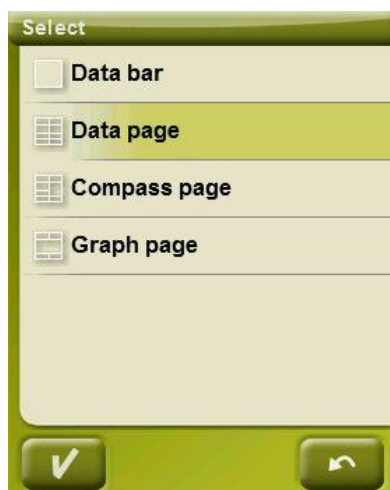 Select
Data bar
Data page
Compass page
Graph page